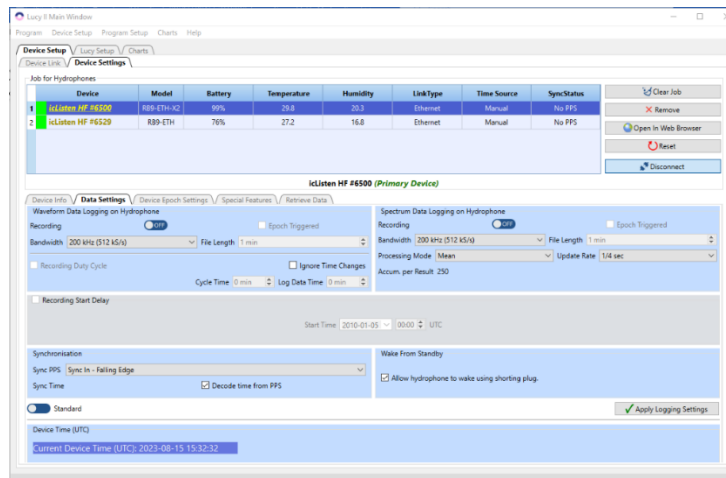 Lucy II Main Window
Program Device Setup Program Setup Charts Help
Device Setup Lucy Setup Charts
Device Link Device Settings
Job for Hydrophones
Device Model Battery Temperature Humidity LinkType Time Source SyncStatus
1 icListen HF #6500 RB9-ETH-X2 99% 29.8 20.3 Ethernet Manual No PPS
2 icListen HF #6529 RB9-ETH 76% 27.2 16.8 Ethernet Manual No PPS
Clear Job
Remove
Open In Web Browser
Reset
Disconnect
icListen HF #6500 (Primary Device)
Device Info Data Settings Device Epoch Settings Special Features Retrieve Data
Waveform Data Logging on Hydrophone
Recording OFF Epoch Triggered
Bandwidth 200 kHz (512 kS/s) File Length 1 min
Recording Duty Cycle Ignore Time Changes
Cycle Time 0 min Log Data Time 0 min
Spectrum Data Logging on Hydrophone
Recording OFF Epoch Triggered
Bandwidth 200 kHz (512 kS/s) File Length 1 min
Processing Mode Mean Update Rate 1/4 sec
Accum. per Result 250
Recording Start Delay
Start Time 2010-01-05 00:00 UTC
Synchronisation
Sync PPS Sync In - Falling Edge
Sync Time Decode time from PPS
Wake From Standby
Allow hydrophone to wake using shorting plug.
Standard
Apply Logging Settings
Device Time (UTC)
Current Device Time (UTC): 2023-08-15 15:32:32